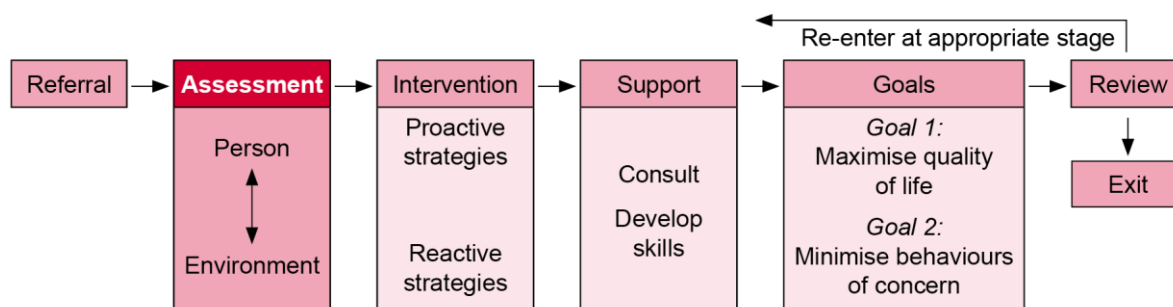 Re-enter at appropriate stage
Referral
Assessment
Intervention
Support
Goals
Review
Person
Environment
Proactive
strategies
Reactive
strategies
Consult
Develop
skills
Goal 1:
Maximise quality
of life
Goal 2:
Minimise behaviours
of concern
Exit